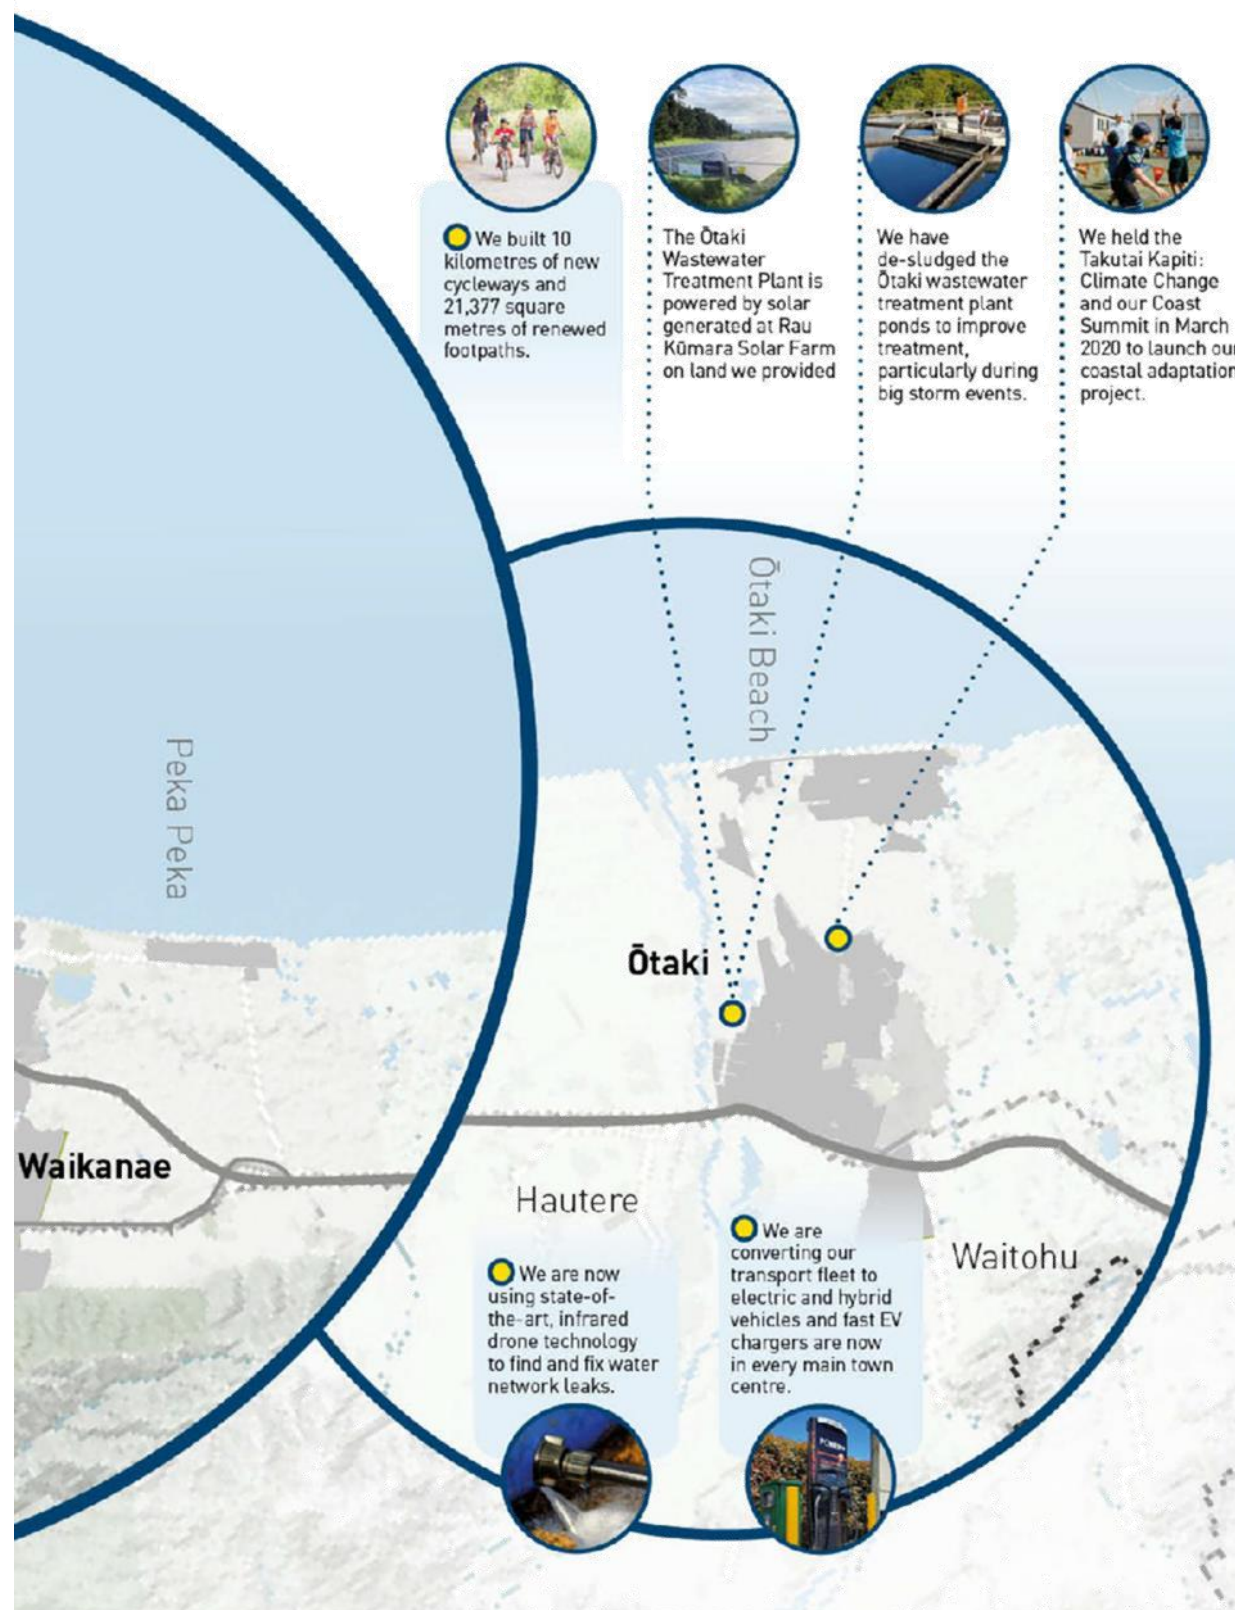 We built 10
kilometres of new
cycleways and
21,377 square
metres of renewed
footpaths.
The Ōtaki
Wastewater
Treatment Plant is
powered by solar
generated at Rau
Kūmara Solar Farm
on land we provided
We have
de-sludged the
Ōtaki wastewater
treatment plant
ponds to improve
treatment,
particularly during
big storm events.
We held the
Takutai Kapiti:
Climate Change
and our Coast
Summit in March
2020 to launch our
coastal adaptation
project.
Ōtaki Beach
Peka Peka
Ōtaki
Waikanae
Hautere
Waitohu
We are now
using state-of-
the-art, infrared
drone technology
to find and fix water
network leaks.
We are
converting our
transport fleet to
electric and hybrid
vehicles and fast EV
chargers are now
in every main town
centre.